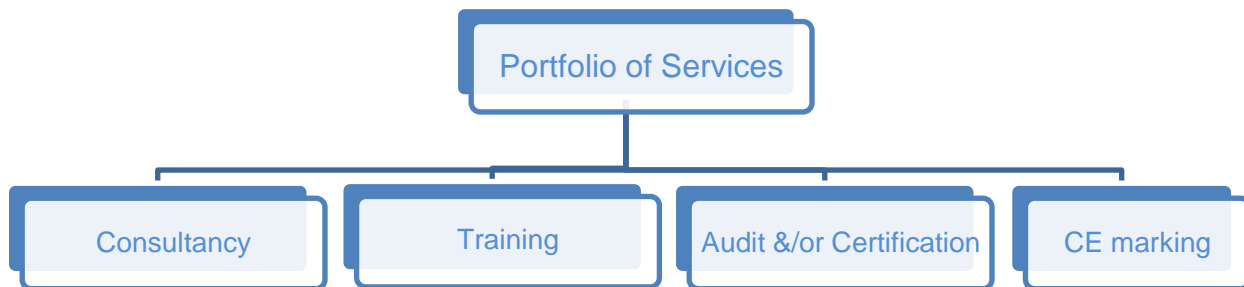 Portfolio of Services
Consultancy
Training
Audit &/or Certification
CE marking